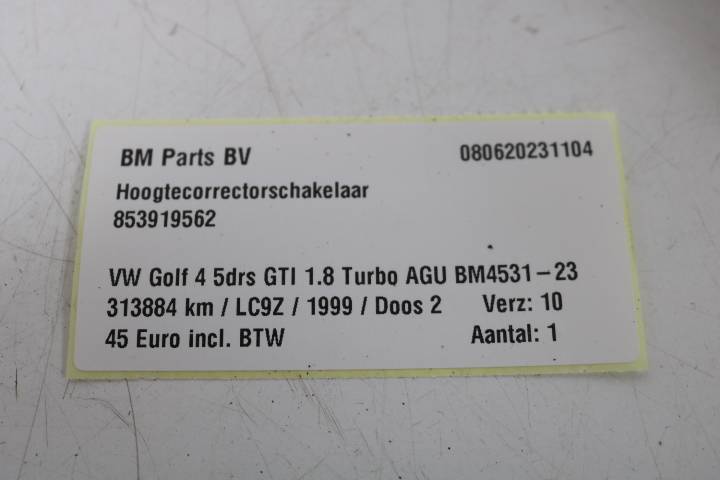 BM Parts BV 080620231104
Hoogtecorrectorschakelaar
853919562
VW Golf 4 5drs GTI 1.8 Turbo AGU BM4531-23
313884 km / LC9Z / 1999 / Doos 2 Verz: 10
45 Euro incl. BTW Aantal: 1